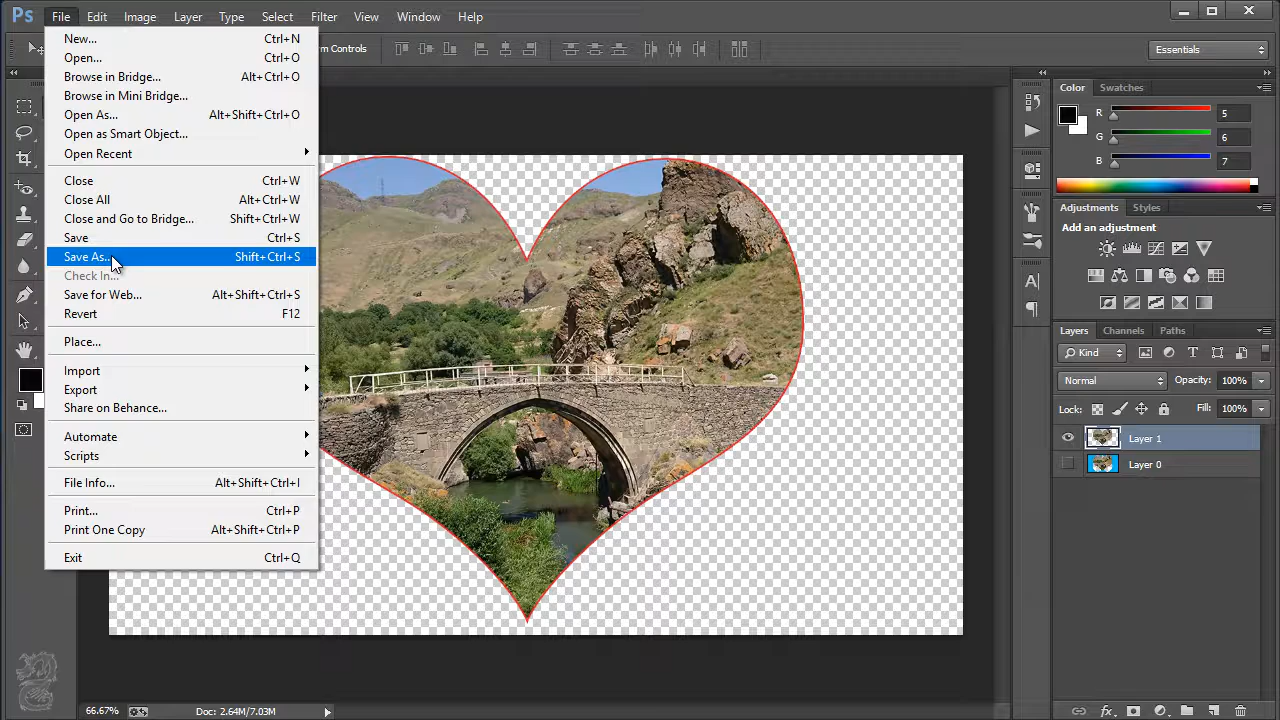 Ps File Edit Image Layer Type Select Filter View Window Help
New... Ctrl+N
Open... Ctrl+O
Browse in Bridge... Alt+Ctrl+O
Browse in Mini Bridge...
Open As... Alt+Shift+Ctrl+O
Open as Smart Object...
Open Recent
Close Ctrl+W
Close All Alt+Ctrl+W
Close and Go to Bridge... Shift+Ctrl+W
Save Ctrl+S
Save As... Shift+Ctrl+S
Check In...
Save for Web... Alt+Shift+Ctrl+S
Revert F12
Place...
Import
Export
Share on Behance...
Automate
Scripts
File Info... Alt+Shift+Ctrl+I
Print... Ctrl+P
Print One Copy Alt+Shift+Ctrl+P
Exit Ctrl+Q
Controls
Essentials
Color Swatches
R 5
G 6
B 7
Adjustments Styles
Add an adjustment
Layers Channels Paths
Kind
Normal Opacity: 100%
Lock: Fill: 100%
Layer 1
Layer 0
66.67% Doc: 2.64M/7.03M